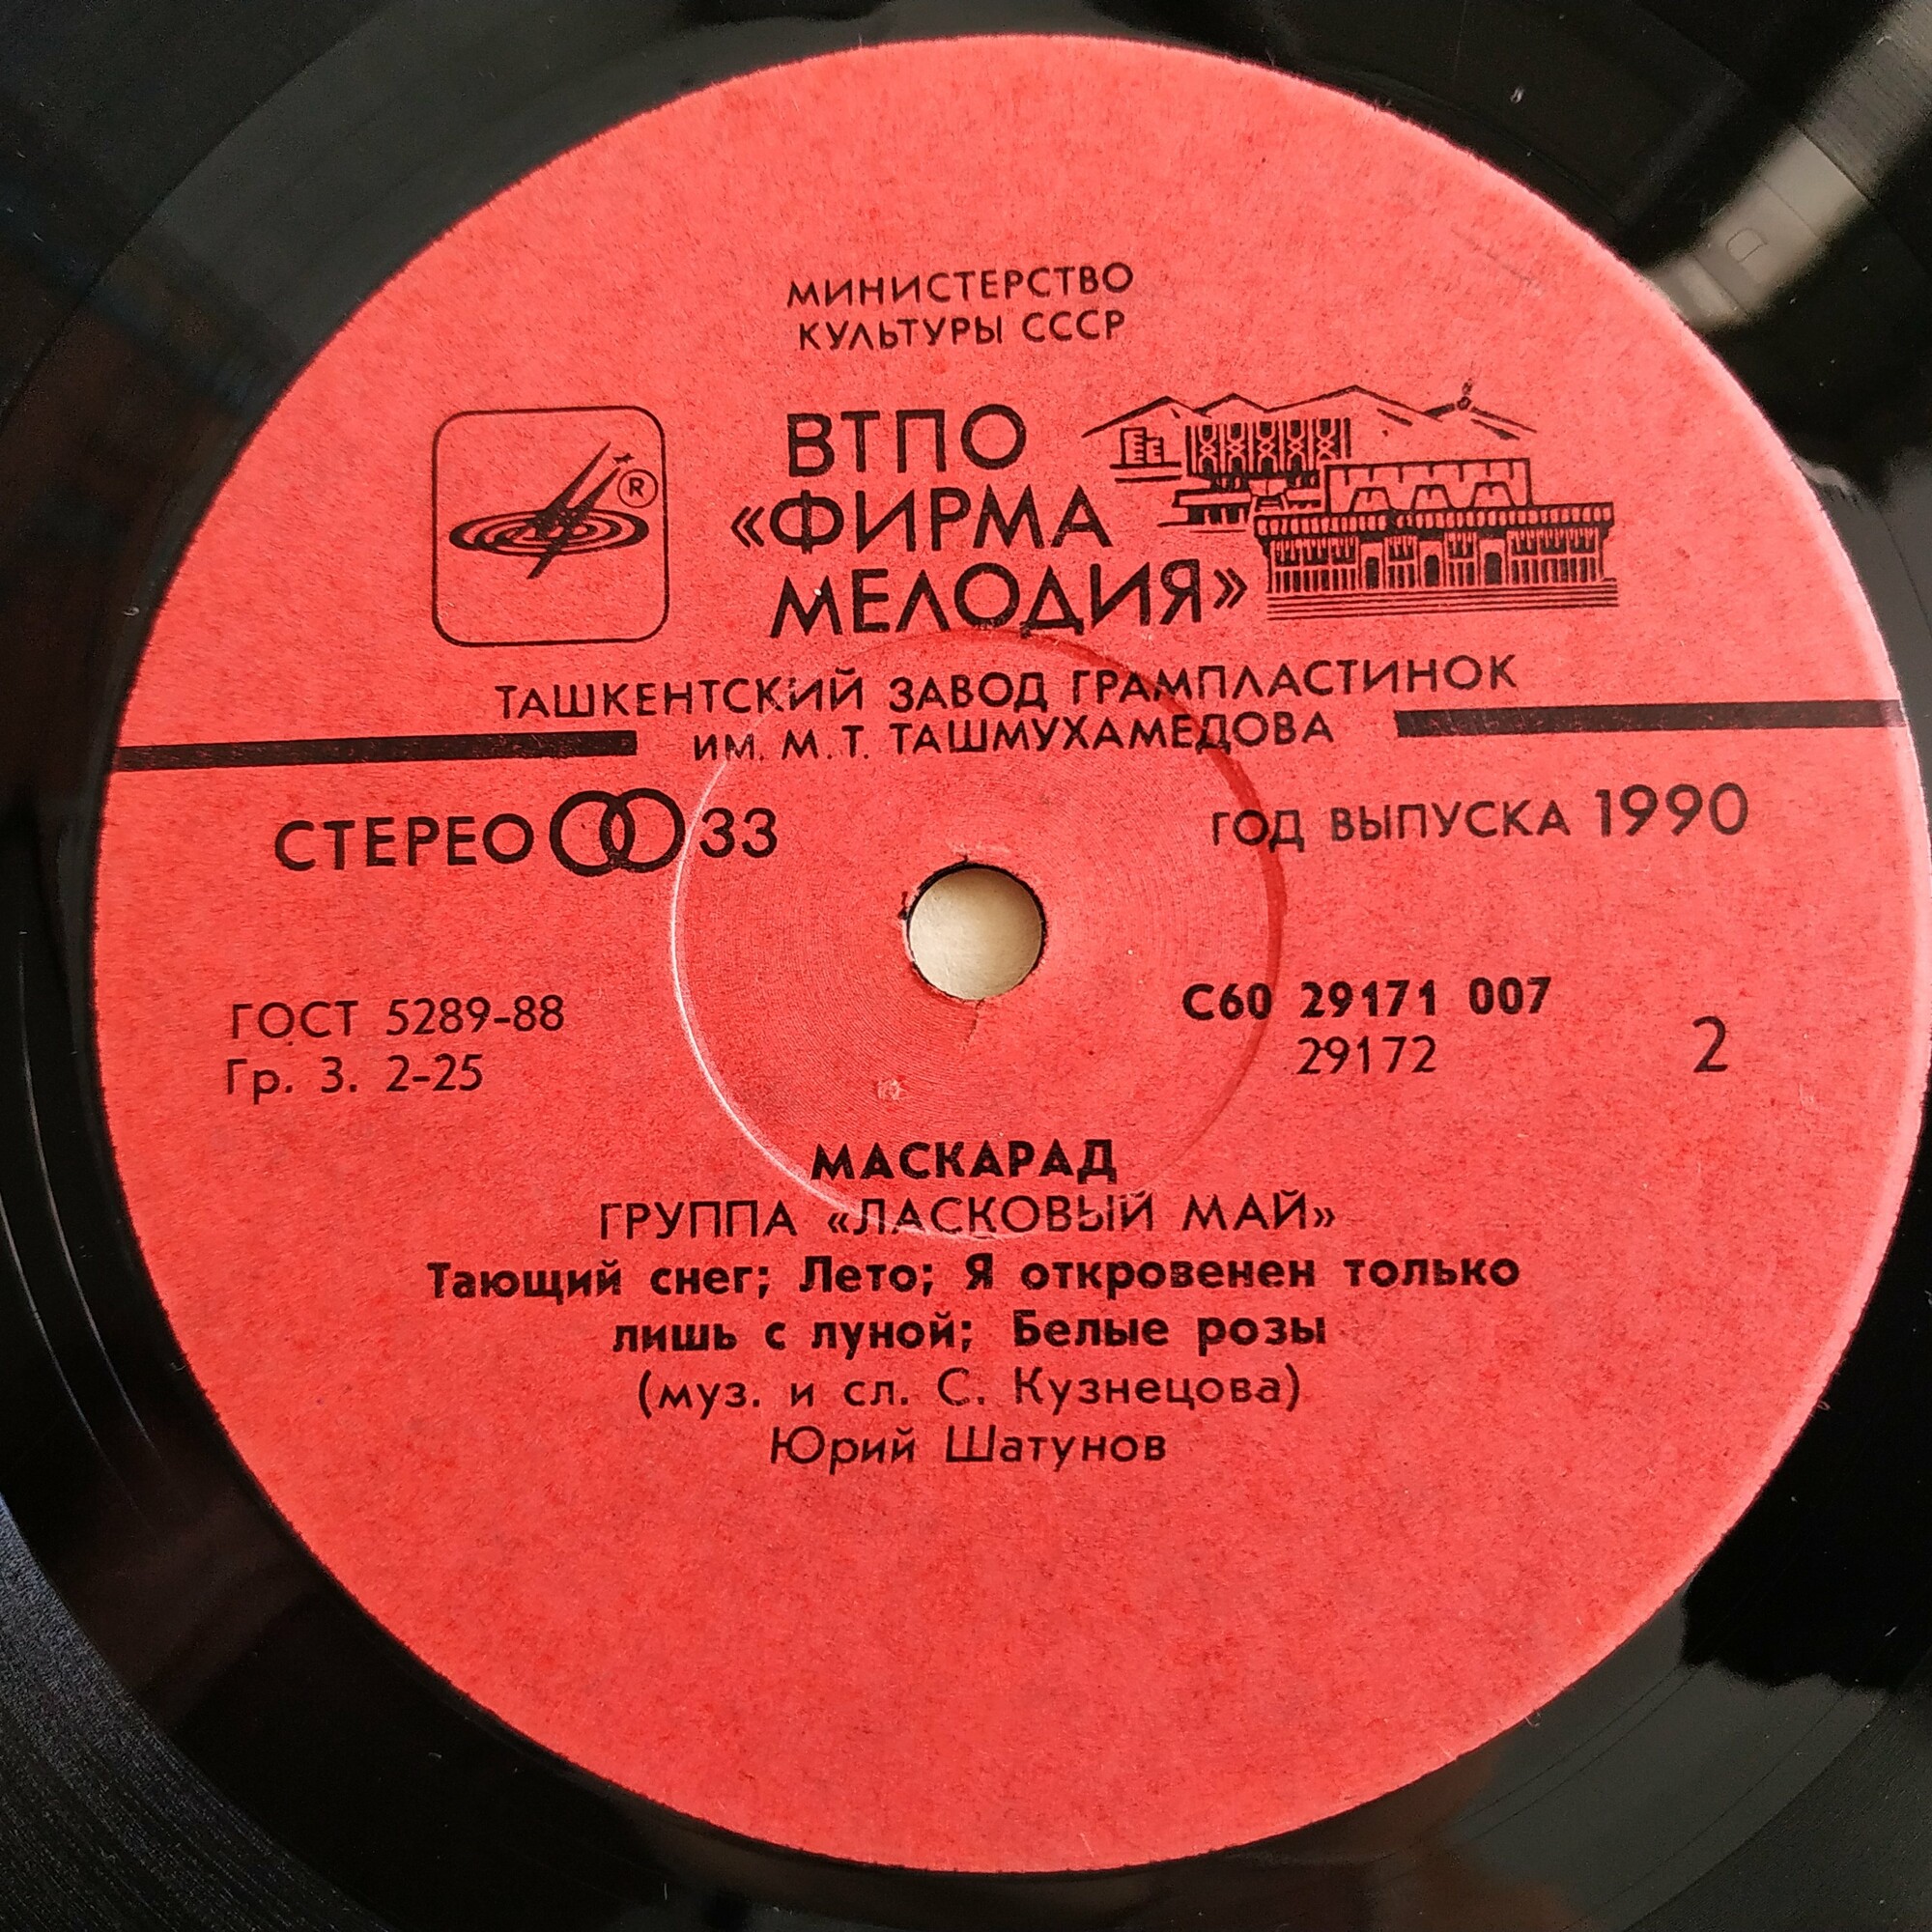 МИНИСТЕРСТВО
КУЛЬТУРЫ СССР
ВТПО
«ФИРМА
МЕЛОДИЯ»
®
ТАШКЕНТСКИЙ ЗАВОД ГРАМПЛАСТИНОК
ИМ. М.Т. ТАШМУХАМЕДОВА
СТЕРЕО 33
ГОД ВЫПУСКА 1990
ГОСТ 5289-88
Гр. 3. 2-25
С60 29171 007
29172
2
МАСКАРАД
ГРУППА «ЛАСКОВЫЙ МАЙ»
Тающий снег; Лето; Я откровенен только
лишь с луной; Белые розы
(муз. и сл. С. Кузнецова)
Юрий Шатунов